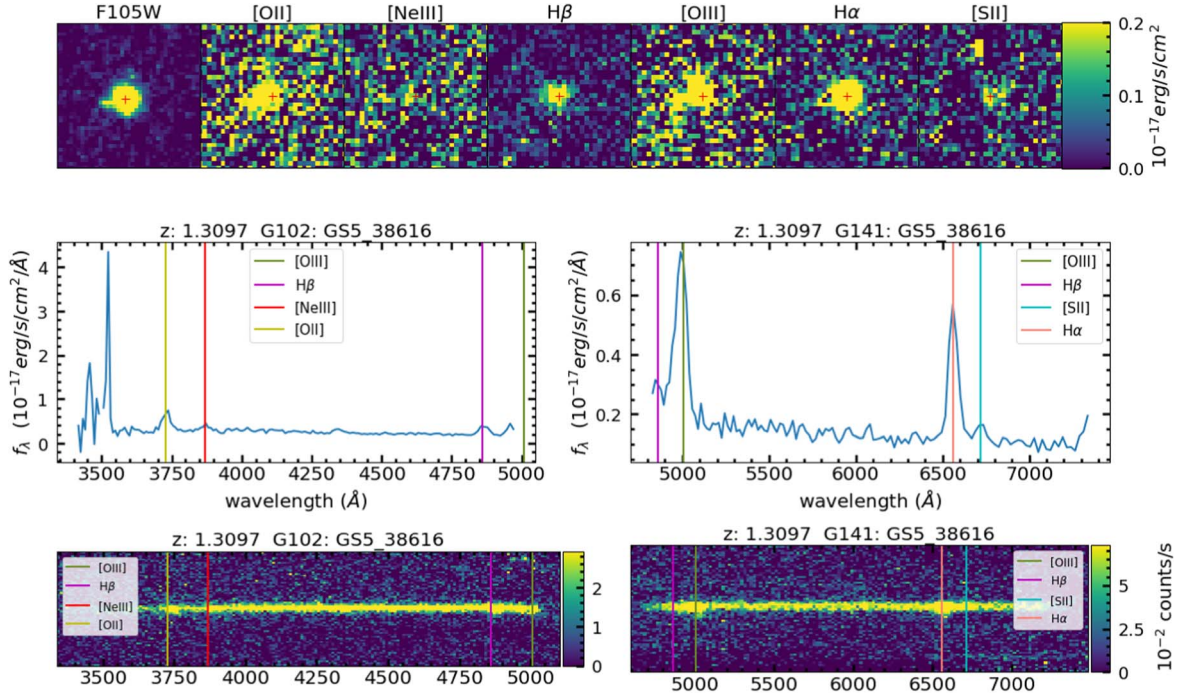 F105W [OII] [NeIII] Hβ [OIII] Hα [SII]
0.2
0.1
0.0
10⁻¹⁷erg/s/cm²
z: 1.3097 G102: GS5_38616
[OIII]
Hβ
[NeIII]
[OII]
4
3
2
1
0
f_λ (10⁻¹⁷erg/s/cm²/Å)
3500 3750 4000 4250 4500 4750 5000
wavelength (Å)
z: 1.3097 G141: GS5_38616
[OIII]
Hβ
[SII]
Hα
0.6
0.4
0.2
f_λ (10⁻¹⁷erg/s/cm²/Å)
5000 5500 6000 6500 7000
wavelength (Å)
z: 1.3097 G102: GS5_38616
[OIII]
Hβ
[NeIII]
[OII]
2
1
0
3500 3750 4000 4250 4500 4750 5000
z: 1.3097 G141: GS5_38616
[OIII]
Hβ
[SII]
Hα
5
2.5
0
10⁻² counts/s
5000 5500 6000 6500 7000